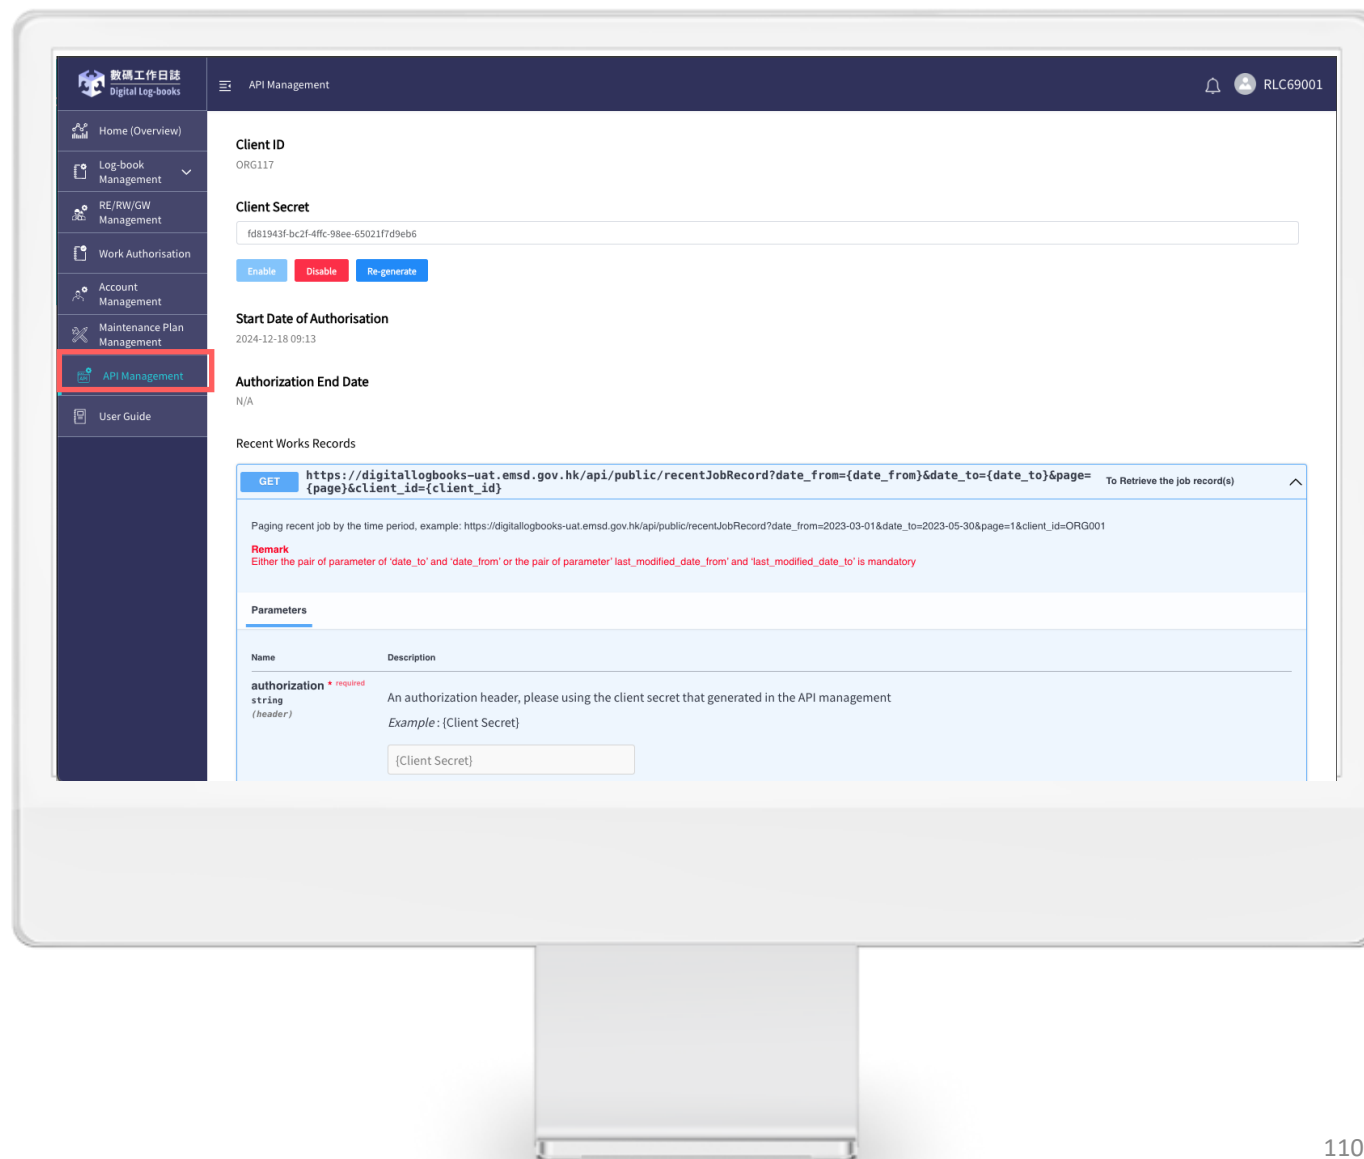 數碼工作日誌
Digital Log-books
API Management
RLC69001
Home (Overview)
Log-book
Management
RE/RW/GW
Management
Work Authorisation
Account
Management
Maintenance Plan
Management
API Management
User Guide
Client ID
ORG117
Client Secret
fd81943f-bc2f-4ffc-98ee-65021f7d9eb6
Enable Disable Re-generate
Start Date of Authorisation
2024-12-18 09:13
Authorization End Date
N/A
Recent Works Records
GET https://digitallogbooks-uat.emsd.gov.hk/api/public/recentJobRecord?date_from={date_from}&date_to={date_to}&page=
{page}&client_id={client_id}
To Retrieve the job record(s)
Paging recent job by the time period, example: https://digitallogbooks-uat.emsd.gov.hk/api/public/recentJobRecord?date_from=2023-03-01&date_to=2023-05-30&page=1&client_id=ORG001
Remark
Either the pair of parameter of 'date_to' and 'date_from' or the pair of parameter' last_modified_date_from' and 'last_modified_date_to' is mandatory
Parameters
Name Description
authorization * required
string
(header)
An authorization header, please using the client secret that generated in the API management
Example : {Client Secret}
{Client Secret}
110